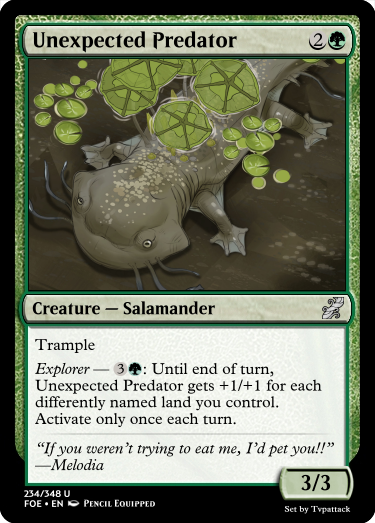 Unexpected Predator 2
Creature — Salamander
Trample
Explorer — 3: Until end of turn,
Unexpected Predator gets +1/+1 for each
differently named land you control.
Activate only once each turn.
“If you weren’t trying to eat me, I’d pet you!!”
—Melodia
3/3
234/348 U
FOE • EN Pencil Equipped
Set by Tvpattack